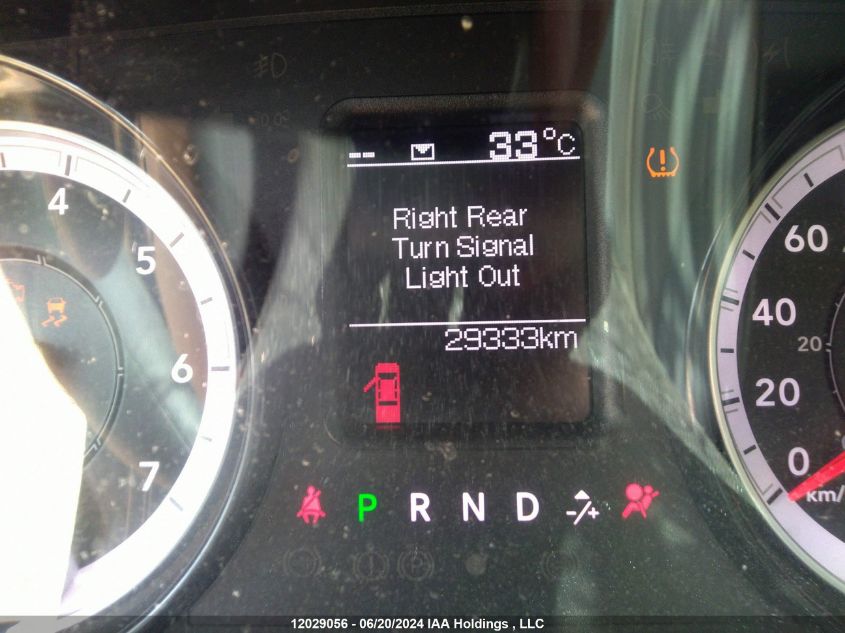 -- 33°C
Right Rear
Turn Signal
Light Out
29333km
4
5
6
7
60
40
20
20
0
km/
P R N D -/+
12029056 - 06/20/2024 IAA Holdings , LLC